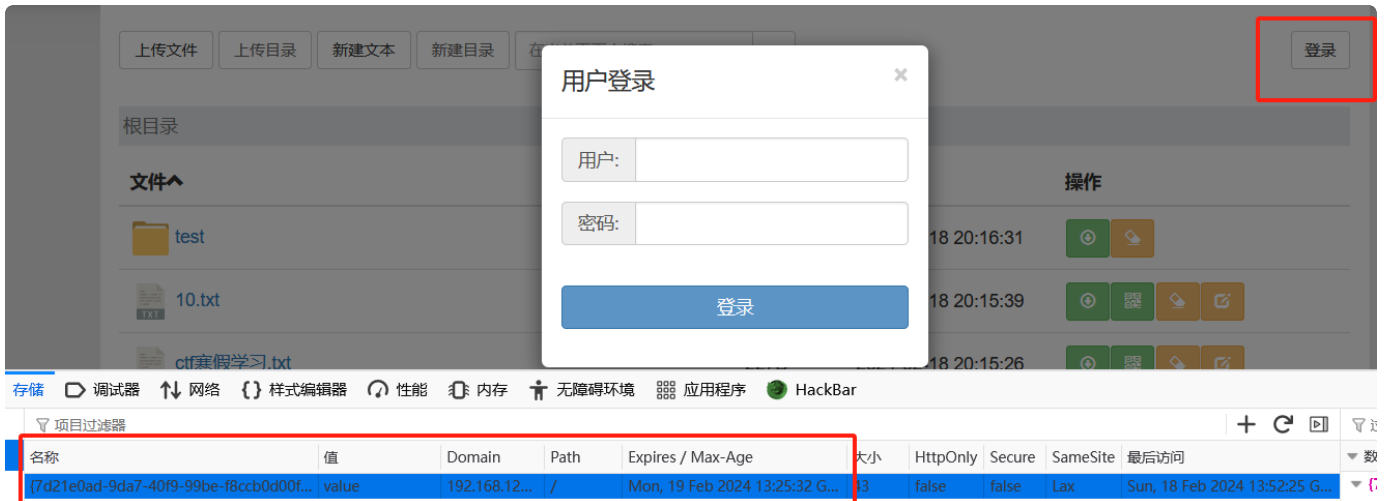 上传文件 上传目录 新建文本 新建目录 登录
用户登录 ×
根目录
用户:
文件 操作
密码:
test 18 20:16:31
10.txt 18 20:15:39
TXT
登录
ctf寒假学习.txt 18 20:15:26
存储 调试器 网络 {} 样式编辑器 性能 内存 无障碍环境 应用程序 HackBar
项目过滤器
名称 值 Domain Path Expires / Max-Age 大小 HttpOnly Secure SameSite 最后访问 数
{7d21e0ad-9da7-40f9-99be-f8ccb0d00f... value 192.168.12... / Mon, 19 Feb 2024 13:25:32 G... 43 false false Lax Sun, 18 Feb 2024 13:52:25 G...